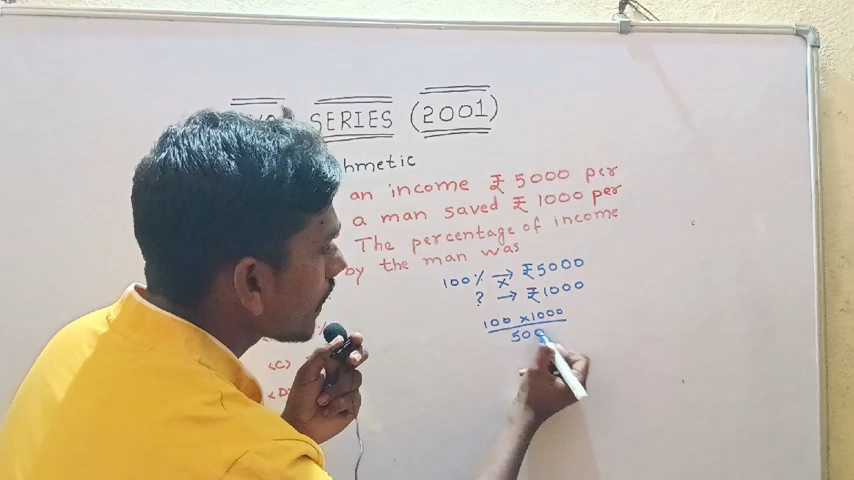 SERIES (2001)
an income ₹ 5000 per
a man saved ₹ 1000 per
The percentage of income
by the man was
100% → ₹5000
x
? → ₹1000
100 x 1000
500
(C)